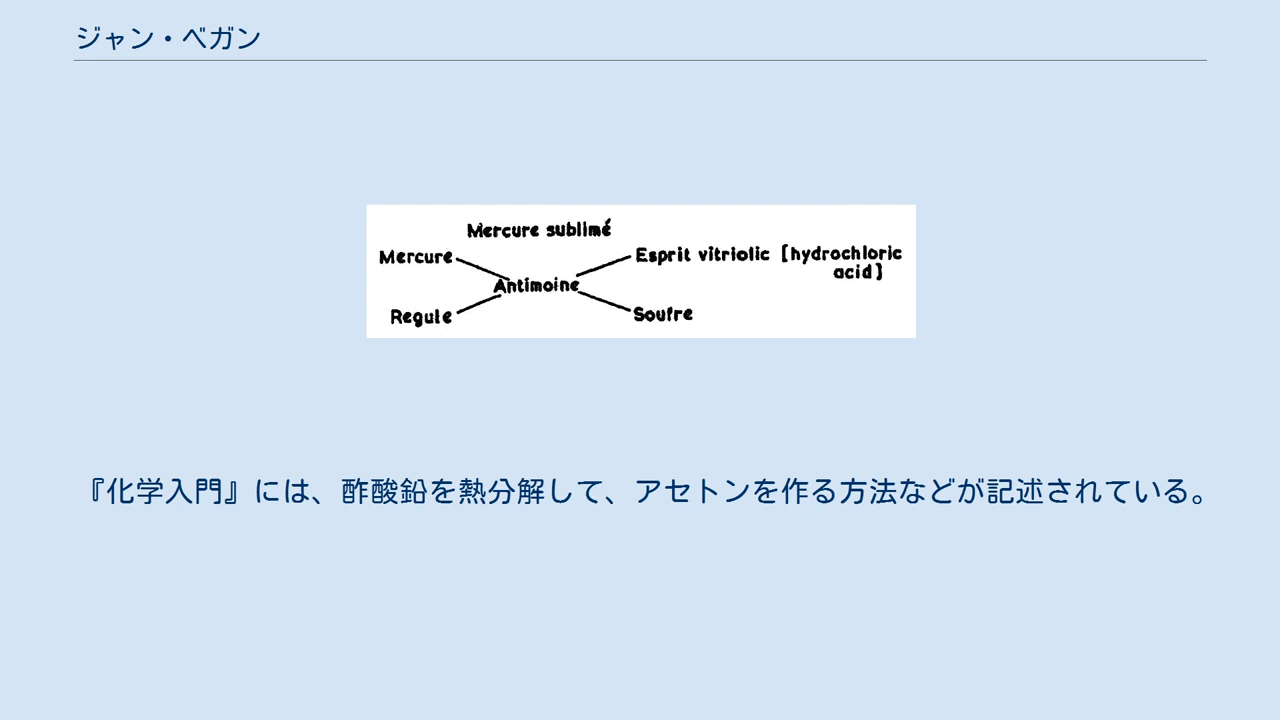 ジャン・ベガン
Mercure sublimé
Mercure
Esprit vitriolic [hydrochloric
acid]
Antimoine
Regule
Soufre
『化学入門』には、酢酸鉛を熱分解して、アセトンを作る方法などが記述されている。